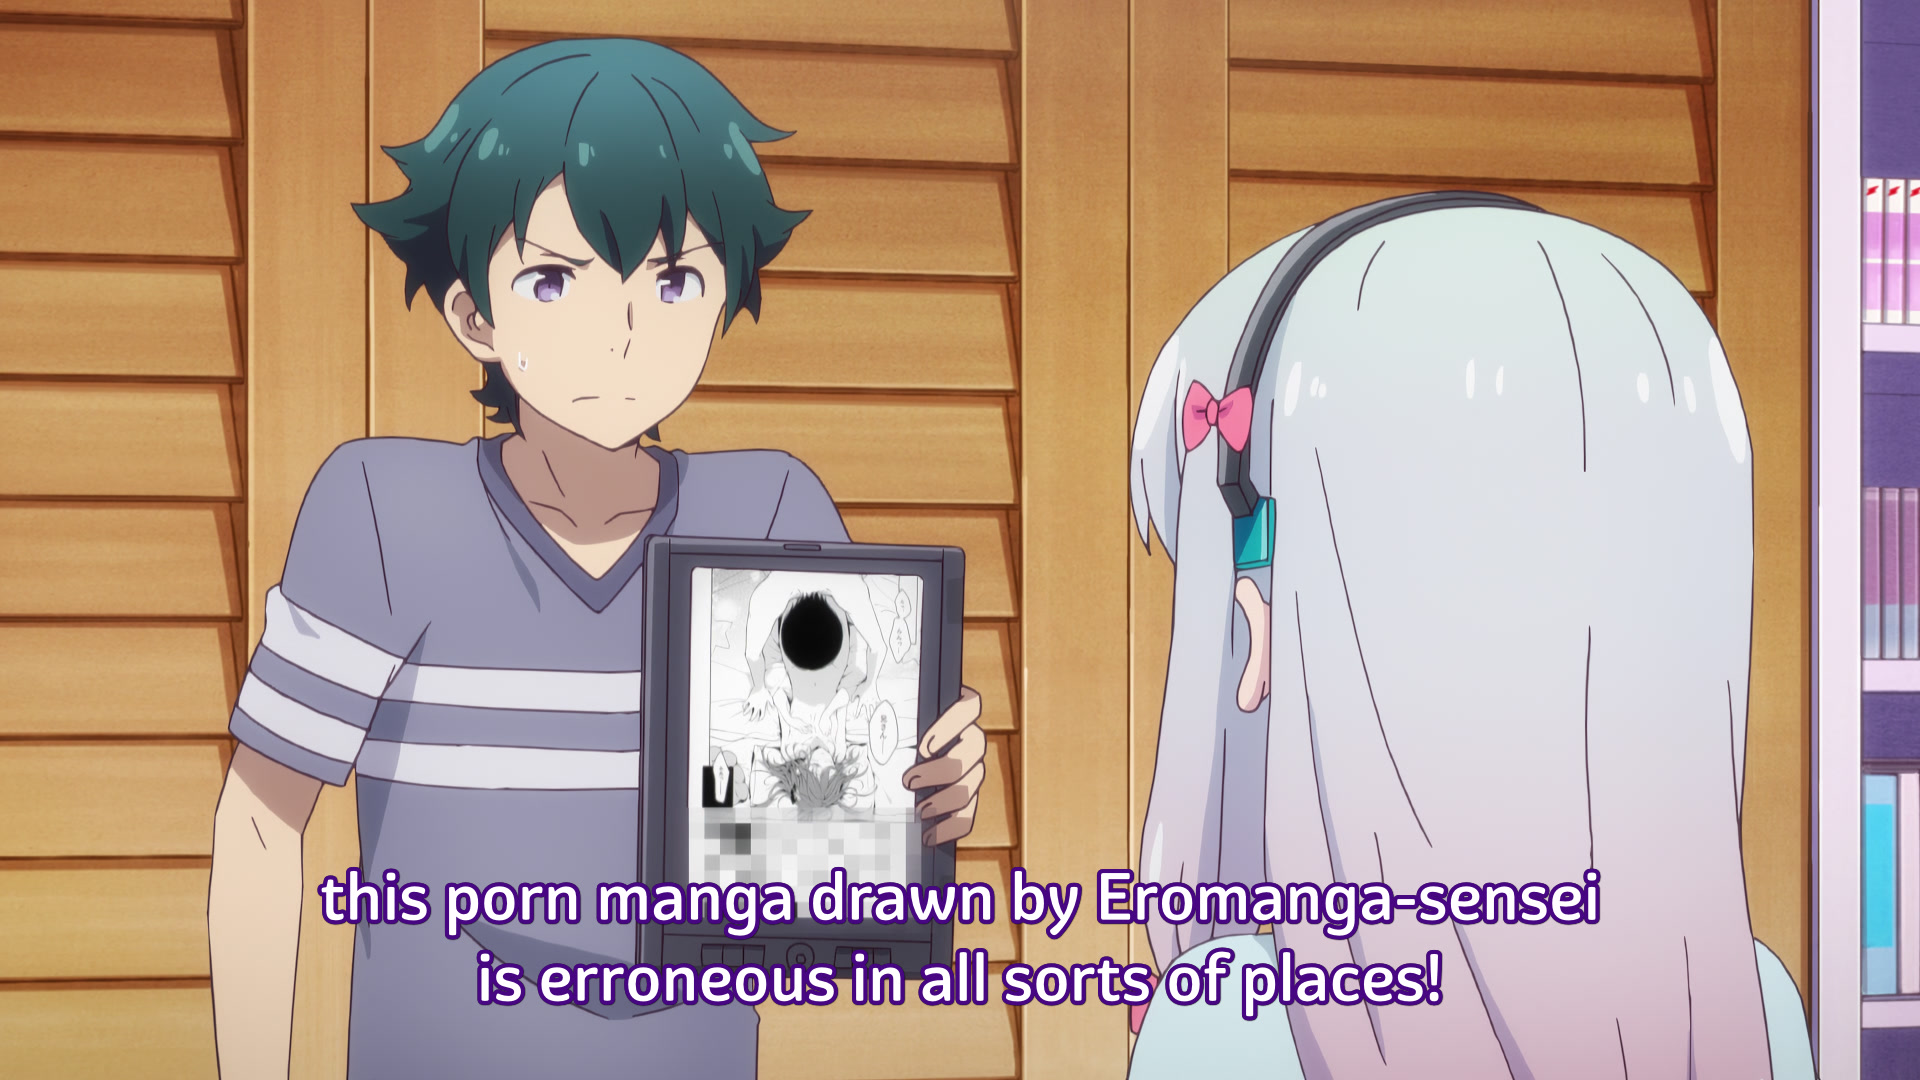 this porn manga drawn by Eromanga-sensei
is erroneous in all sorts of places!